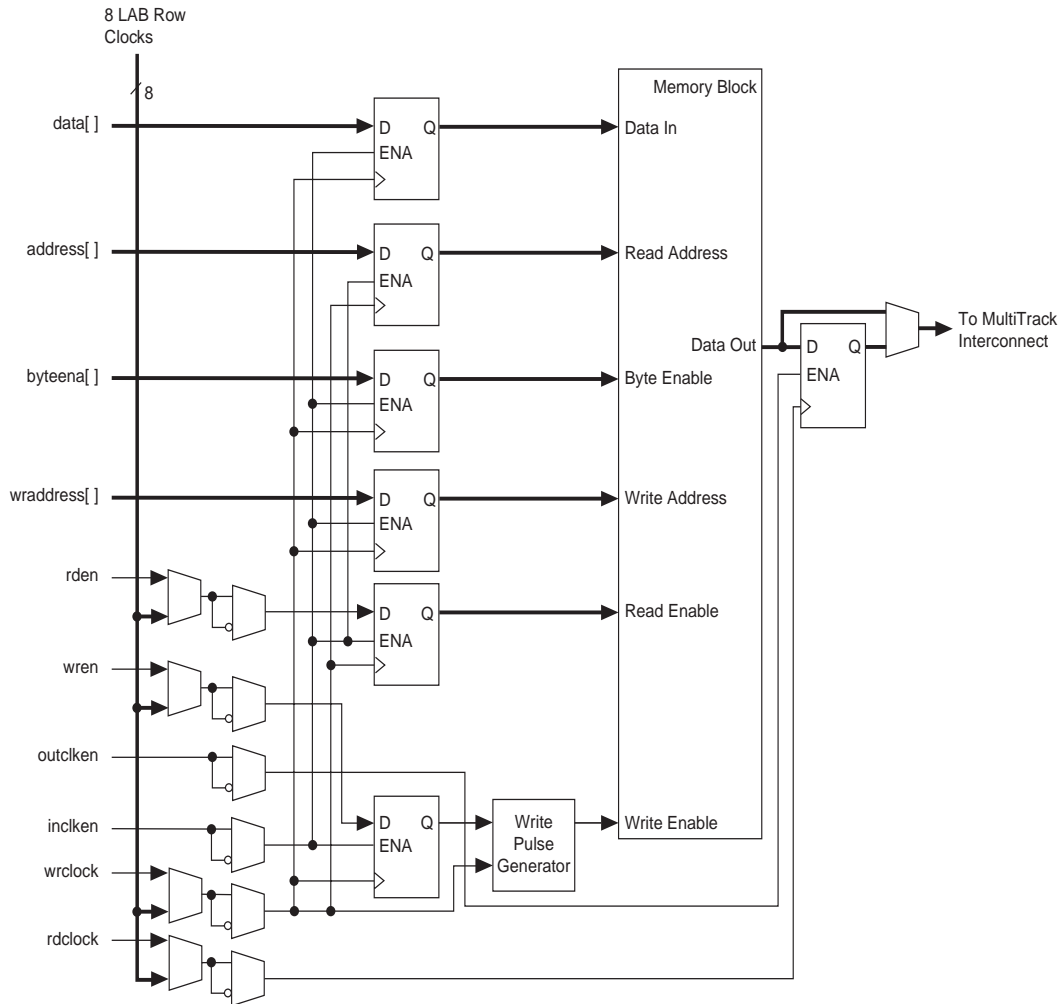 8 LAB Row
Clocks
8
Memory Block
data[ ]
D Q
Data In
ENA
address[ ]
D Q
Read Address
ENA
To MultiTrack
Interconnect
Data Out
D Q
ENA
byteena[ ]
D Q
Byte Enable
ENA
wraddress[ ]
D Q
Write Address
ENA
rden
D Q
Read Enable
ENA
wren
outclken
inclken
D Q
ENA
Write
Pulse
Generator
Write Enable
wrclock
rdclock